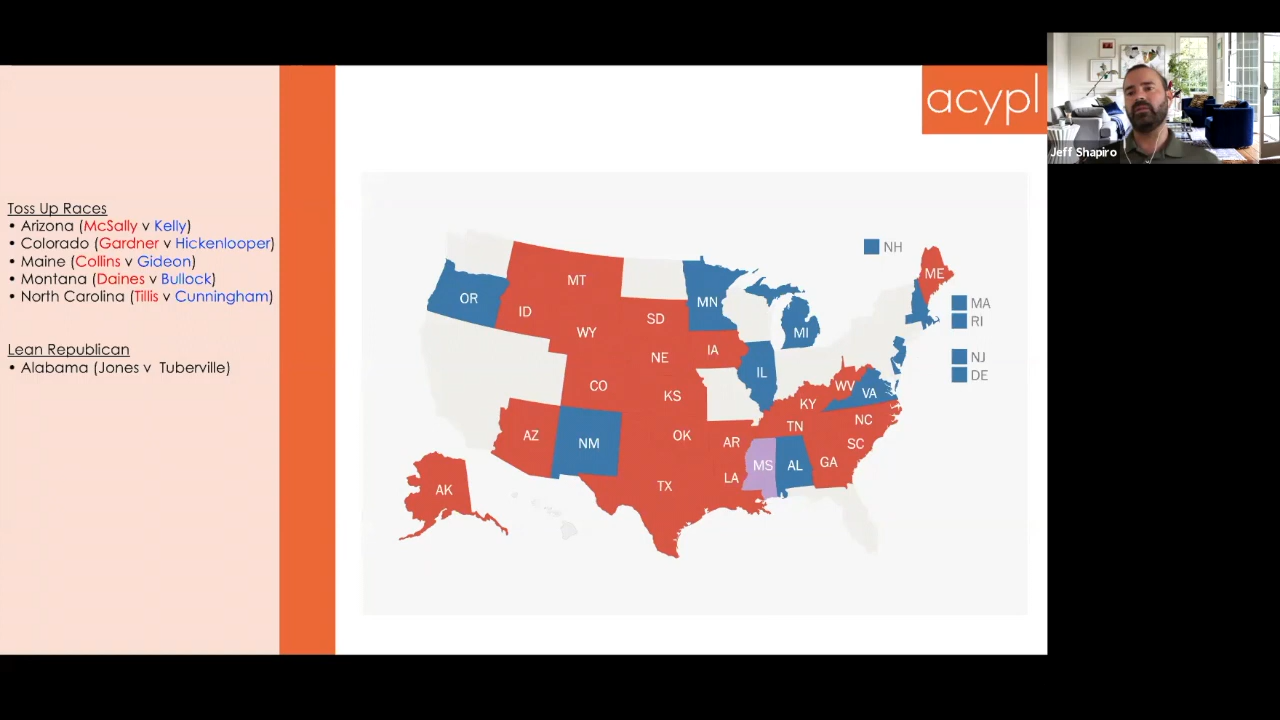 acypl
Jeff Shapiro
Toss Up Races
• Arizona (McSally v Kelly)
• Colorado (Gardner v Hickenlooper)
• Maine (Collins v Gideon)
• Montana (Daines v Bullock)
• North Carolina (Tillis v Cunningham)
Lean Republican
• Alabama (Jones v Tuberville)
NH
ME
MT
OR
MN
MA
ID
SD
RI
WY
MI
IA
NE
NJ
IL
DE
CO
WV
VA
KS
KY
NC
TN
AZ
NM
OK
AR
SC
MS
AL
GA
LA
TX
AK